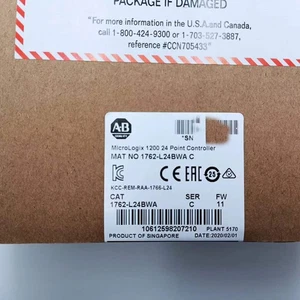 PACKAGE IF DAMAGED
"For more information in the U.S.A. and Canada,
call 1-800-424-9300 or 1-703-527-3887,
reference #CCN705433"
AB
*SN
MicroLogix 1200 24 Point Controller
MAT NO 1762-L24BWA C
KCC-REM-RAA-1766-L24
25
CAT SER FW
1762-L24BWA C 11
10612598207210 PLANT 5170
PRODUCT OF SINGAPORE DATE:2020/02/01